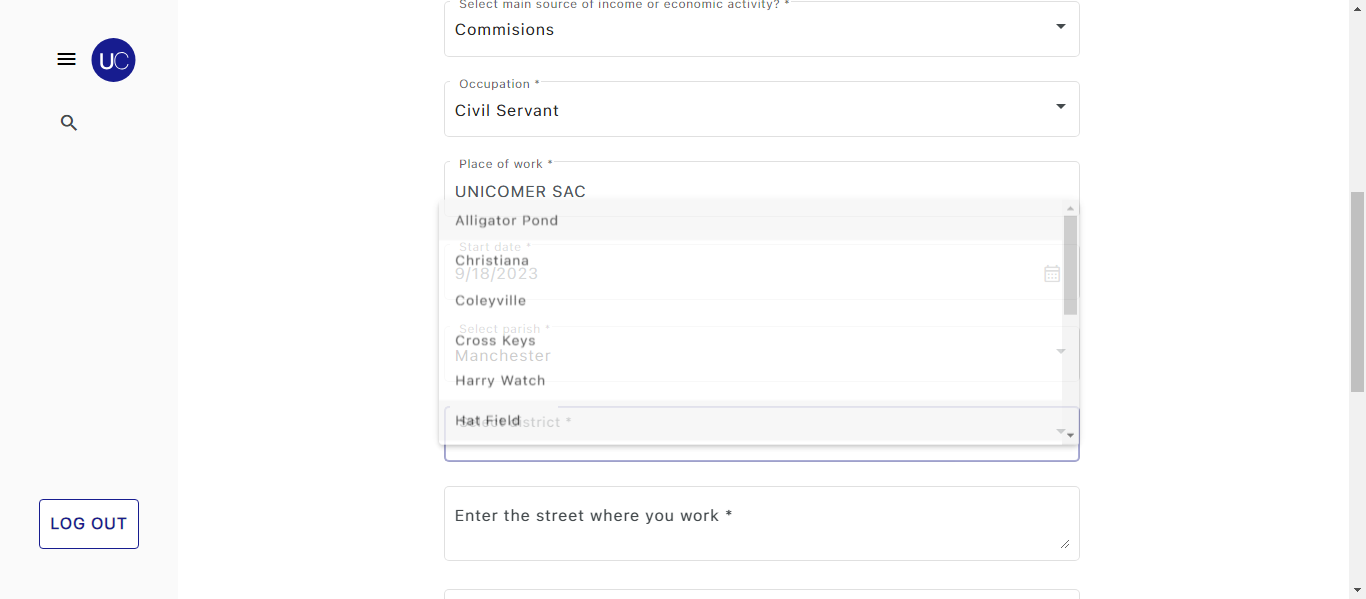 UC
Select main source of income or economic activity? *
Commisions
Occupation *
Civil Servant
Place of work *
UNICOMER SAC
Alligator Pond
Start date *
Christiana
9/18/2023
Coleyville
Select parish *
Cross Keys
Manchester
Harry Watch
Hat Field
Select district *
Enter the street where you work *
LOG OUT